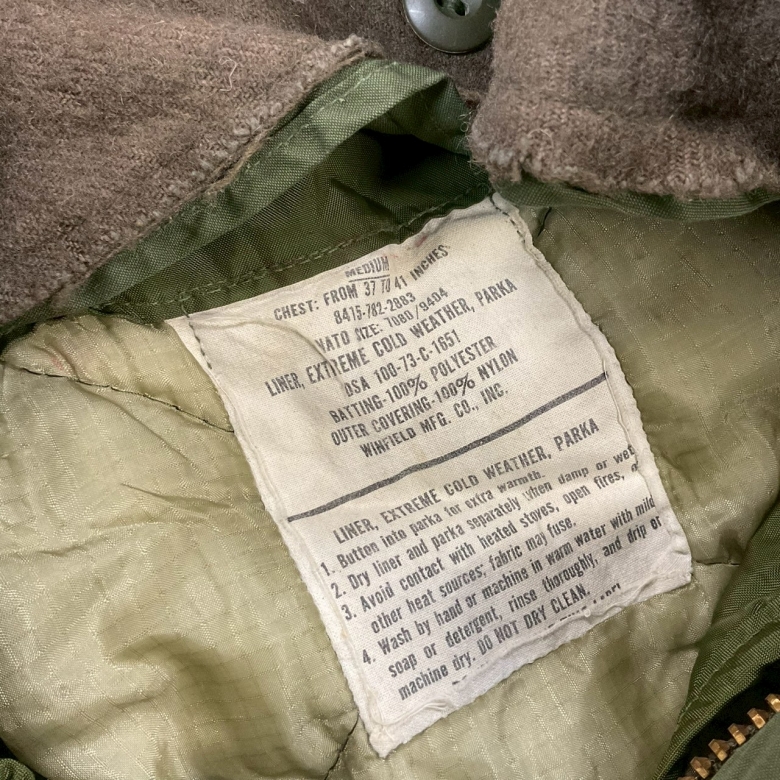 MEDIUM
CHEST: FROM 37 TO 41 INCHES
8415-782-2883
NATO SIZE: 7080/9404
LINER, EXTREME COLD WEATHER, PARKA
DSA 100-73-C-1651
BATTING-100% POLYESTER
OUTER COVERING-100% NYLON
WINFIELD MFG. CO., INC.
LINER, EXTREME COLD WEATHER, PARKA
1. Button into parka for extra warmth.
2. Dry liner and parka separately when damp or wet
3. Avoid contact with heated stoves, open fires,
other heat sources; fabric may fuse.
4. Wash by hand or machine in warm water with mild
soap or detergent, rinse thoroughly, and drip or
machine dry. DO NOT DRY CLEAN.